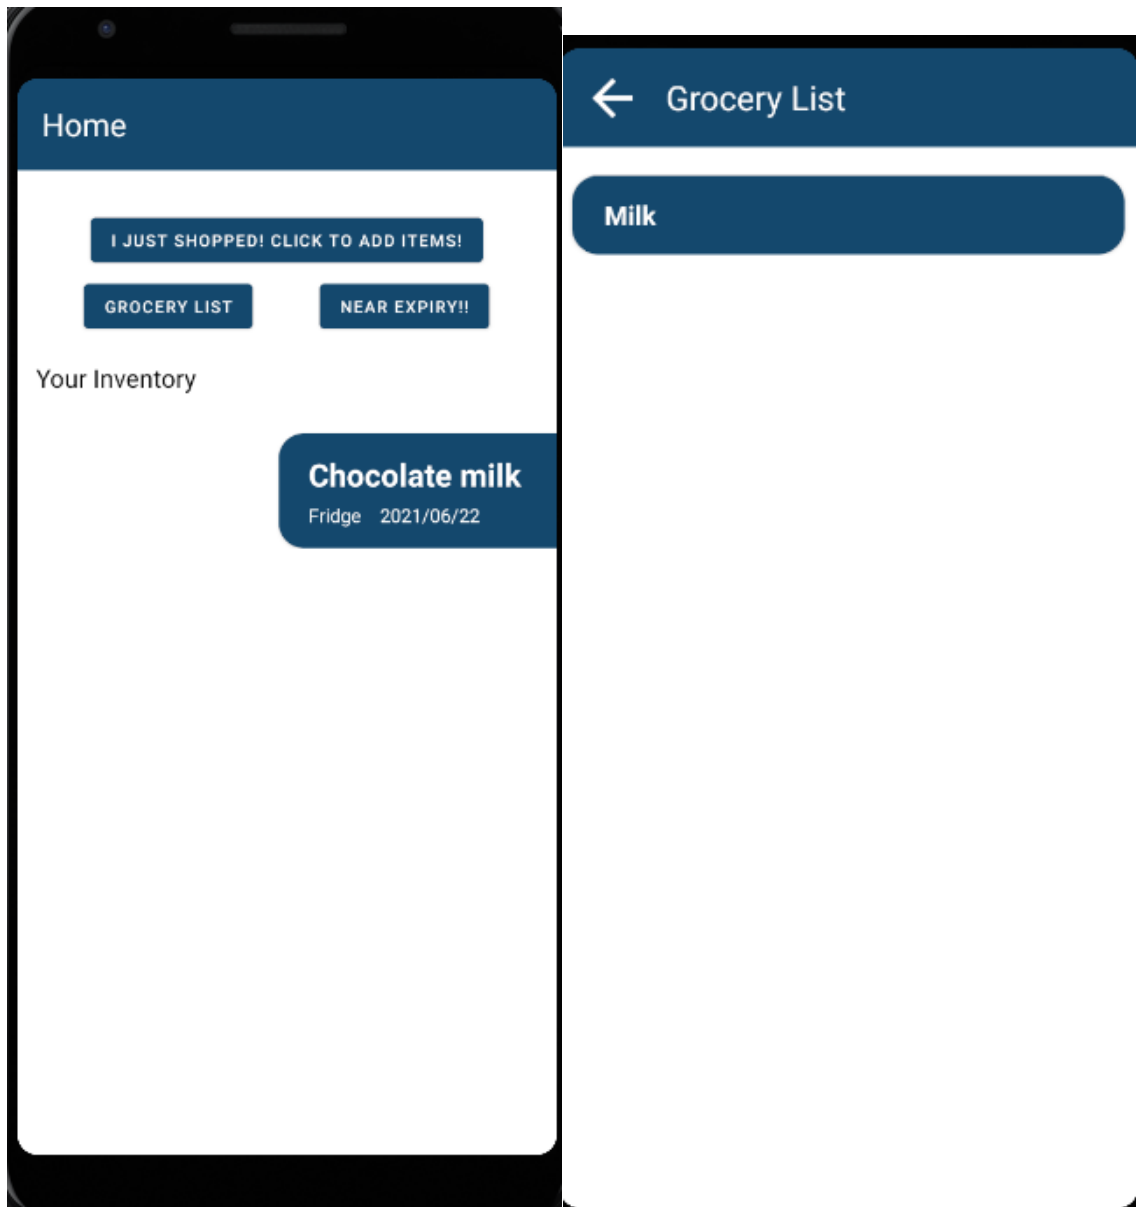 Home
I JUST SHOPPED! CLICK TO ADD ITEMS!
GROCERY LIST
NEAR EXPIRY!!
Your Inventory
Chocolate milk
Fridge 2021/06/22
Grocery List
Milk